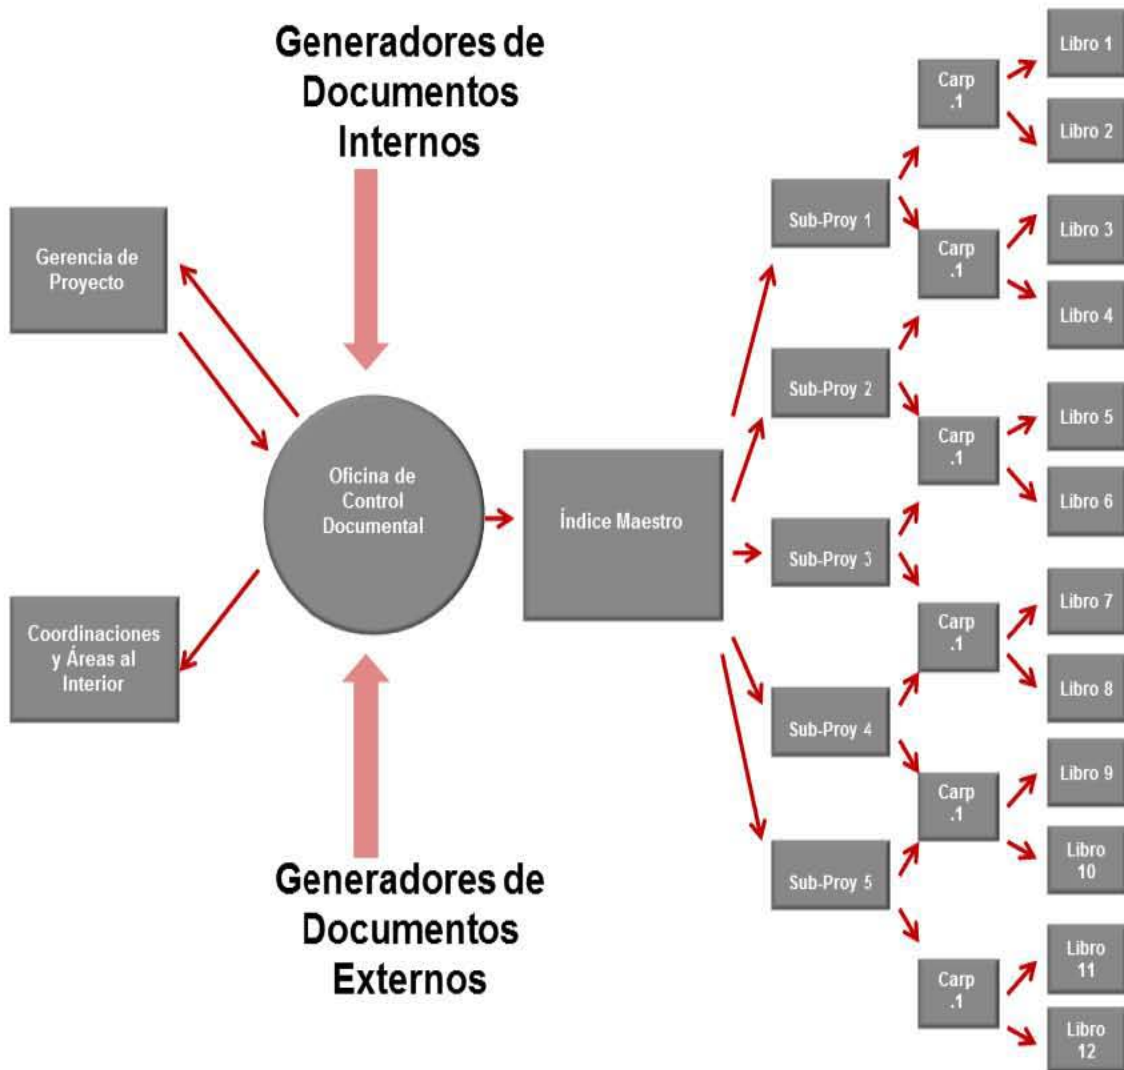 Generadores de
Documentos
Internos
Gerencia de
Proyecto
Oficina de
Control
Documental
Coordinaciones
y Áreas al
Interior
Generadores de
Documentos
Externos
Índice Maestro
Sub-Proy 1
Sub-Proy 2
Sub-Proy 3
Sub-Proy 4
Sub-Proy 5
Carp
.1
Carp
.1
Carp
.1
Carp
.1
Carp
.1
Carp
.1
Libro 1
Libro 2
Libro 3
Libro 4
Libro 5
Libro 6
Libro 7
Libro 8
Libro 9
Libro
10
Libro
11
Libro
12